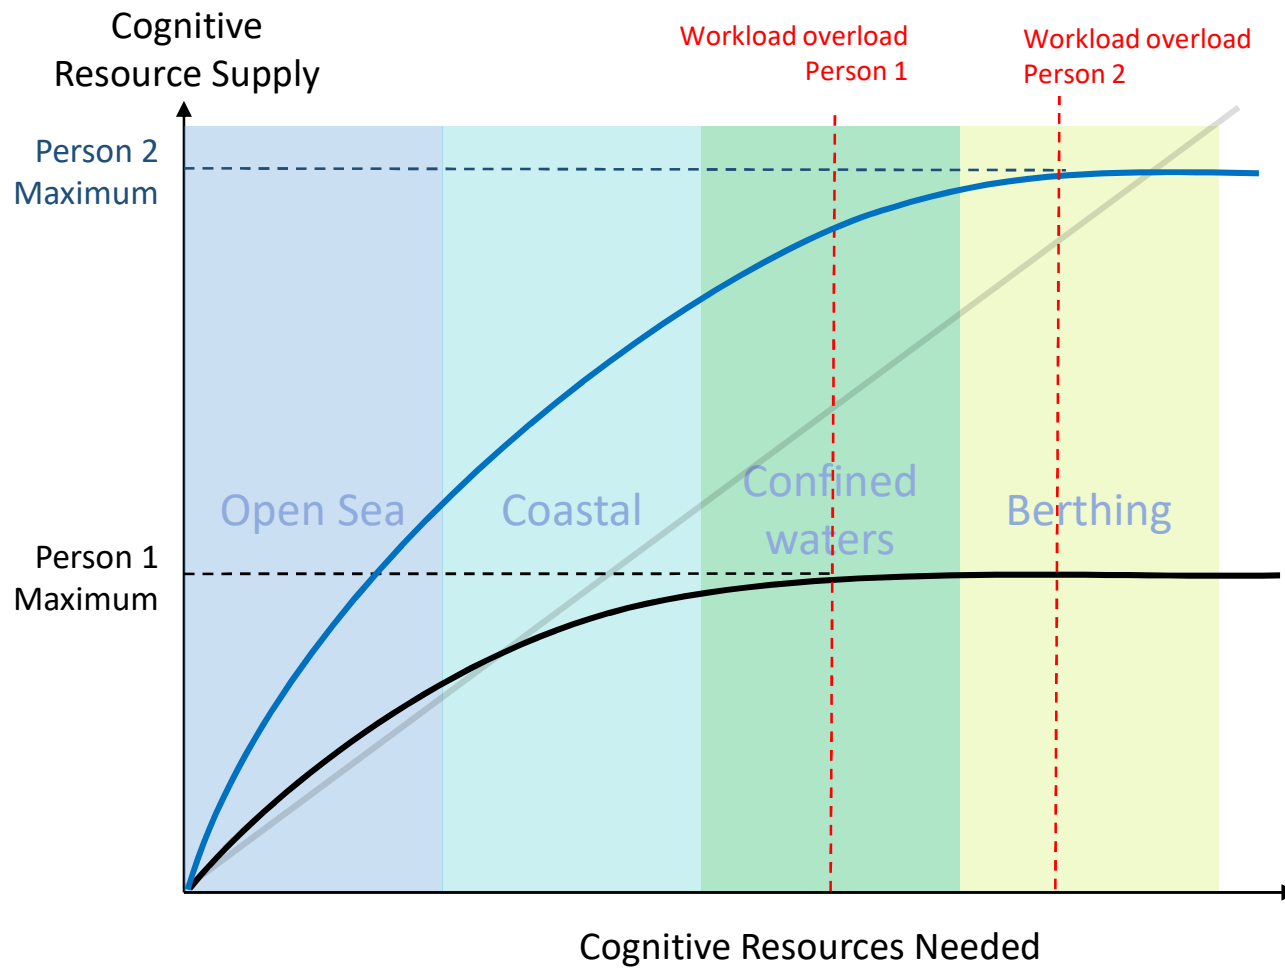 Cognitive
Resource Supply
Workload overload
Person 1
Workload overload
Person 2
Person 2
Maximum
Open Sea
Coastal
Confined
waters
Berthing
Person 1
Maximum
Cognitive Resources Needed